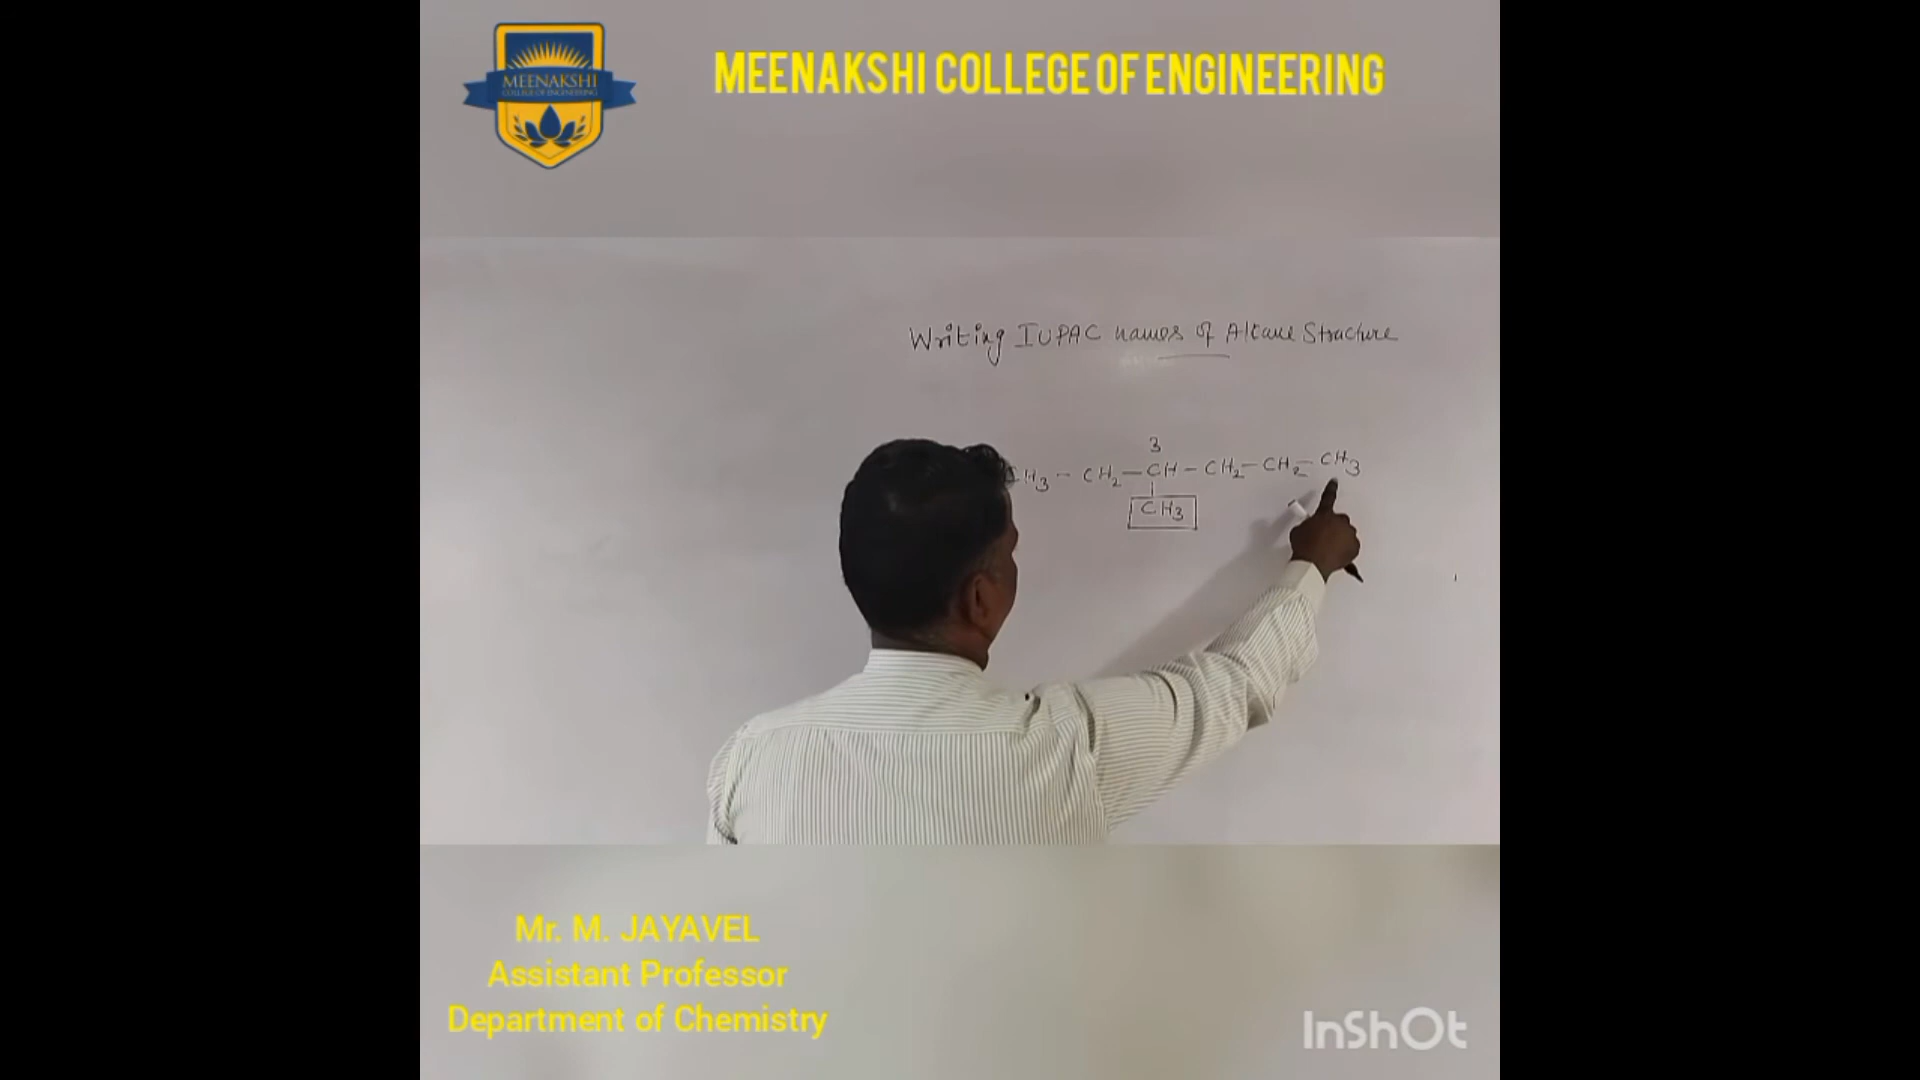 MEENAKSHI
COLLEGE OF ENGINEERING
MEENAKSHI COLLEGE OF ENGINEERING
Writing IUPAC names of Alkane Structure
3
CH3 - CH2 - CH - CH2 - CH2 - CH3
CH3
Mr. M. JAYAVEL
Assistant Professor
Department of Chemistry
InShOt